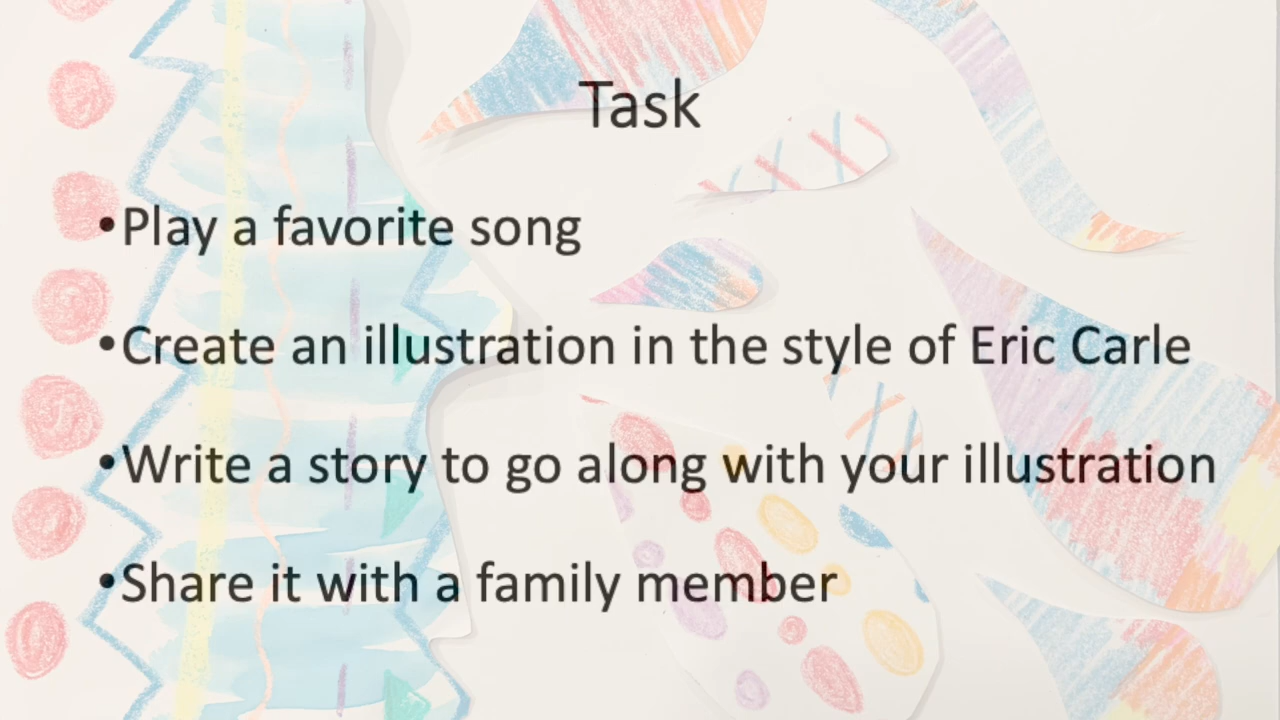 Task
•Play a favorite song
•Create an illustration in the style of Eric Carle
•Write a story to go along with your illustration
•Share it with a family member